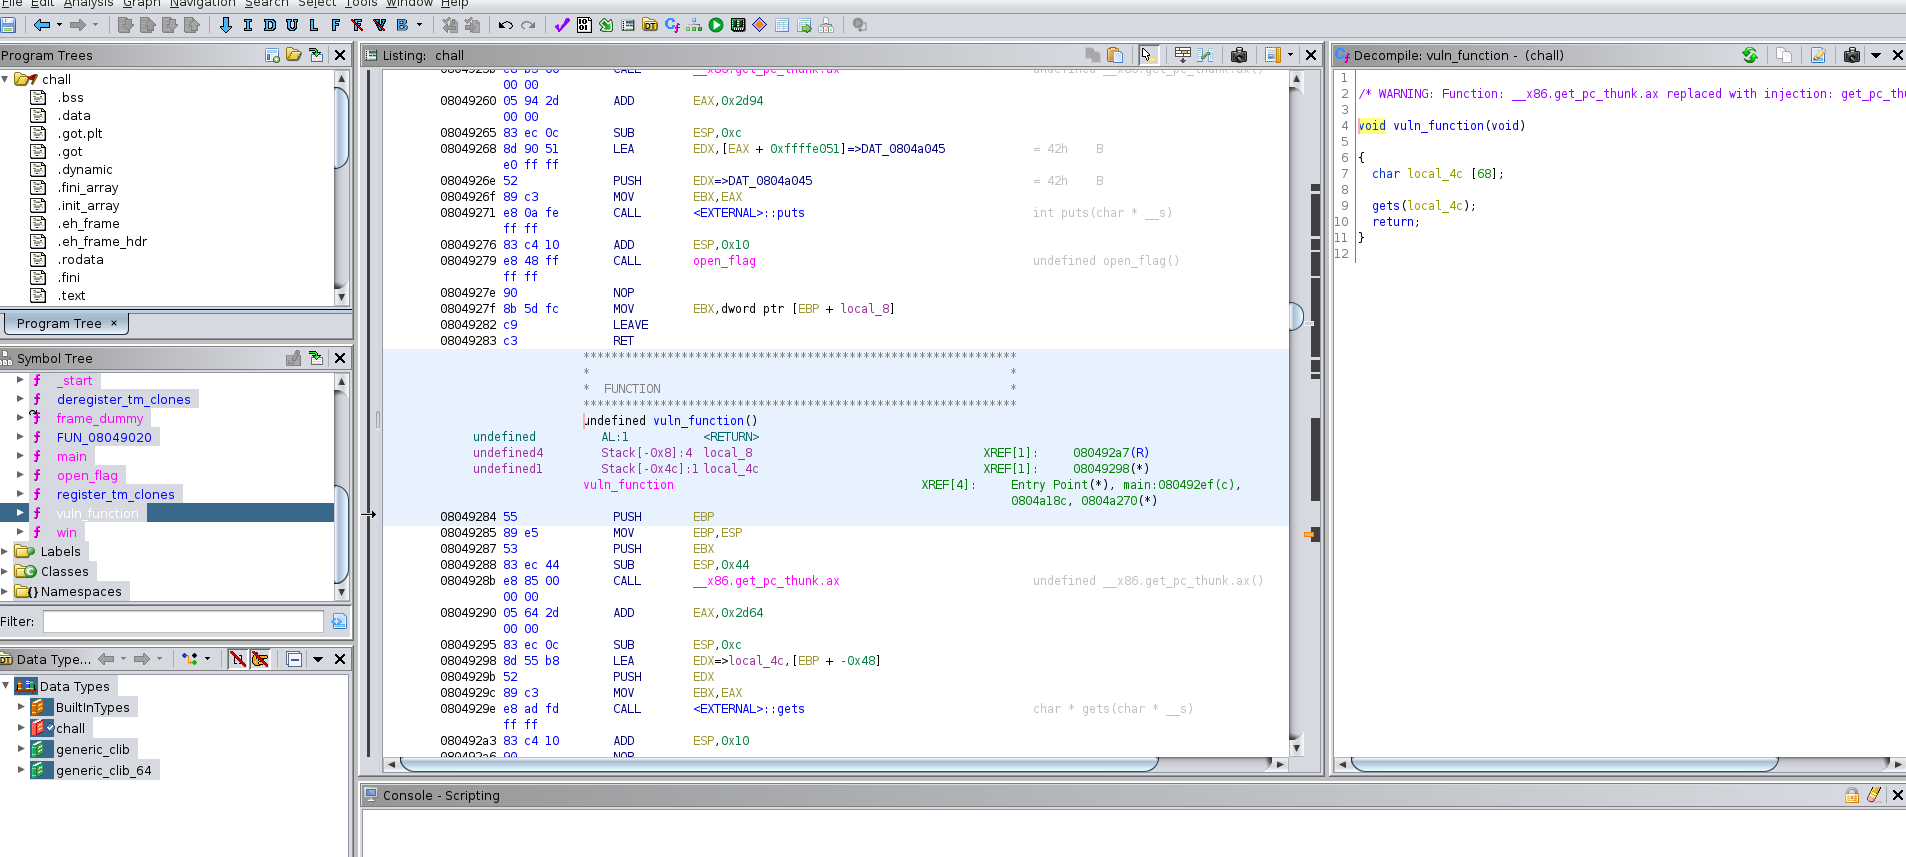 File Edit Analysis Graph Navigation Search Select Tools Window Help
I D U L F B
Program Trees
chall
.bss
.data
.got.plt
.got
.dynamic
.fini_array
.init_array
.eh_frame
.eh_frame_hdr
.rodata
.fini
.text
Program Tree ×
Symbol Tree
f _start
f deregister_tm_clones
f frame_dummy
f FUN_08049020
f main
f open_flag
f register_tm_clones
f vuln_function
f win
Labels
Classes
{} Namespaces
Filter:
Data Type...
Data Types
BuiltInTypes
chall
generic_clib
generic_clib_64
Listing: chall
0804925b e8 b5 00 CALL __x86.get_pc_thunk.ax undefined __x86.get_pc_thunk.ax()
00 00
08049260 05 94 2d ADD EAX,0x2d94
00 00
08049265 83 ec 0c SUB ESP,0xc
08049268 8d 90 51 LEA EDX,[EAX + 0xffffe051]=>DAT_0804a045 = 42h B
e0 ff ff
0804926e 52 PUSH EDX=>DAT_0804a045 = 42h B
0804926f 89 c3 MOV EBX,EAX
08049271 e8 0a fe CALL <EXTERNAL>::puts int puts(char * __s)
ff ff
08049276 83 c4 10 ADD ESP,0x10
08049279 e8 48 ff CALL open_flag undefined open_flag()
ff ff
0804927e 90 NOP
0804927f 8b 5d fc MOV EBX,dword ptr [EBP + local_8]
08049282 c9 LEAVE
08049283 c3 RET
**************************************************************
* *
* FUNCTION *
**************************************************************
undefined vuln_function()
undefined AL:1 <RETURN>
undefined4 Stack[-0x8]:4 local_8 XREF[1]: 080492a7(R)
undefined1 Stack[-0x4c]:1 local_4c XREF[1]: 08049298(*)
vuln_function XREF[4]: Entry Point(*), main:080492ef(c),
0804a18c, 0804a270(*)
08049284 55 PUSH EBP
08049285 89 e5 MOV EBP,ESP
08049287 53 PUSH EBX
08049288 83 ec 44 SUB ESP,0x44
0804928b e8 85 00 CALL __x86.get_pc_thunk.ax undefined __x86.get_pc_thunk.ax()
00 00
08049290 05 64 2d ADD EAX,0x2d64
00 00
08049295 83 ec 0c SUB ESP,0xc
08049298 8d 55 b8 LEA EDX=>local_4c,[EBP + -0x48]
0804929b 52 PUSH EDX
0804929c 89 c3 MOV EBX,EAX
0804929e e8 ad fd CALL <EXTERNAL>::gets char * gets(char * __s)
ff ff
080492a3 83 c4 10 ADD ESP,0x10
080492a6 90 NOP
Decompile: vuln_function - (chall)
1
2 /* WARNING: Function: __x86.get_pc_thunk.ax replaced with injection: get_pc_thu
3
4 void vuln_function(void)
5
6 {
7 char local_4c [68];
8
9 gets(local_4c);
10 return;
11 }
12
Console - Scripting